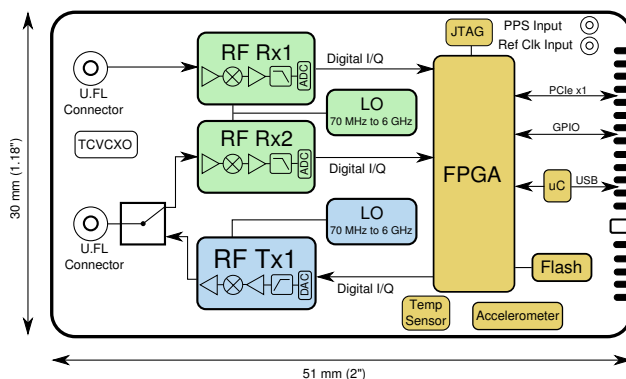 RF Rx1
ADC
Digital I/Q
JTAG
PPS Input
Ref Clk Input
U.FL
Connector
LO
70 MHz to 6 GHz
PCIe x1
TCVCXO
RF Rx2
ADC
Digital I/Q
GPIO
FPGA
uC
USB
30 mm (1.18")
U.FL
Connector
LO
70 MHz to 6 GHz
RF Tx1
DAC
Digital I/Q
Flash
Temp
Sensor
Accelerometer
51 mm (2")